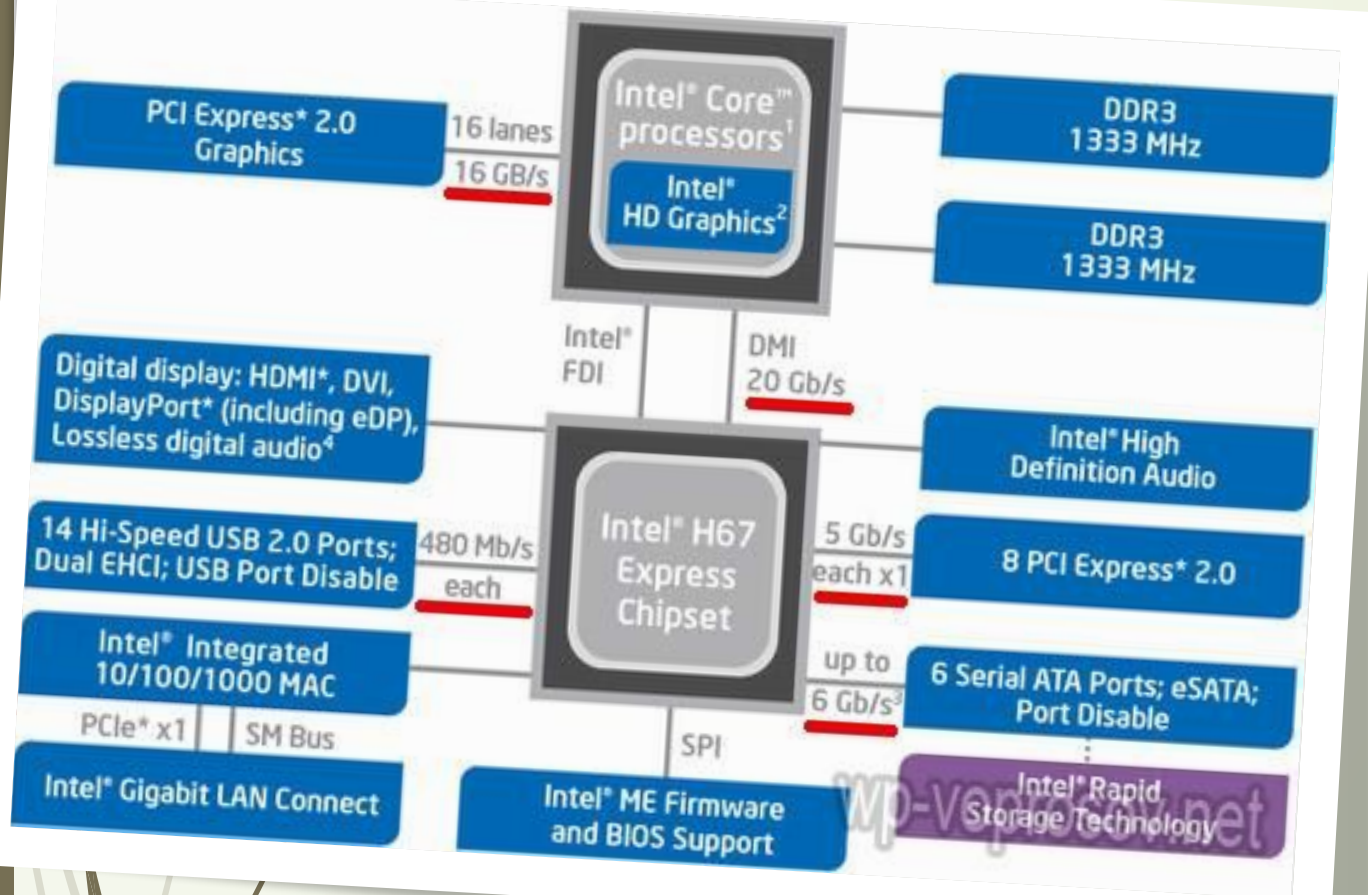 PCI Express* 2.0
Graphics
16 lanes
16 GB/s
Intel® Core™
processors¹
Intel®
HD Graphics²
DDR3
1333 MHz
DDR3
1333 MHz
Intel®
FDI
DMI
20 Gb/s
Digital display: HDMI*, DVI,
DisplayPort* (including eDP),
Lossless digital audio⁴
Intel® High
Definition Audio
14 Hi-Speed USB 2.0 Ports;
Dual EHCI; USB Port Disable
480 Mb/s
each
Intel® H67
Express
Chipset
5 Gb/s
each x1
8 PCI Express* 2.0
Intel® Integrated
10/100/1000 MAC
up to
6 Gb/s³
6 Serial ATA Ports; eSATA;
Port Disable
PCIe* x1
SM Bus
SPI
Intel® Gigabit LAN Connect
Intel® ME Firmware
and BIOS Support
Intel® Rapid
Storage Technology
wp-voprosov.net